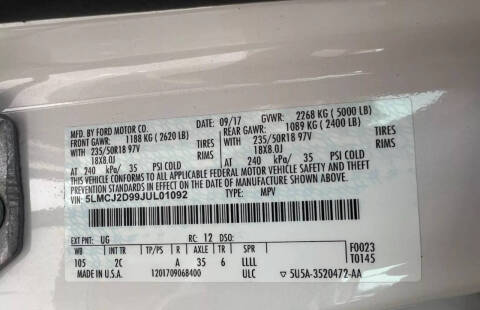 MFD. BY FORD MOTOR CO. 09/17 GVWR: 2268 KG ( 5000 LB)
FRONT GAWR: 1188 KG ( 2620 LB) REAR GAWR: 1089 KG ( 2400 LB)
WITH 235/50R18 97V TIRES WITH 235/50R18 97V TIRES
18X8.0J RIMS 18X8.0J RIMS
AT 240 kPa/ 35 PSI COLD AT 240 kPa/ 35 PSI COLD
THIS VEHICLE CONFORMS TO ALL APPLICABLE FEDERAL MOTOR VEHICLE SAFETY AND THEFT
PREVENTION STANDARDS IN EFFECT ON THE DATE OF MANUFACTURE SHOWN ABOVE.
VIN: 5LMCJ2D99JUL01092 TYPE: MPV
EXT PNT: UG RC: 12 DSO:
WB TP/PS R AXLE TR SPR F0023
105 2C A 35 6 LLLL T0145
MADE IN U.S.A. 1201709068400 ULC ▽5U5A-3520472-AA